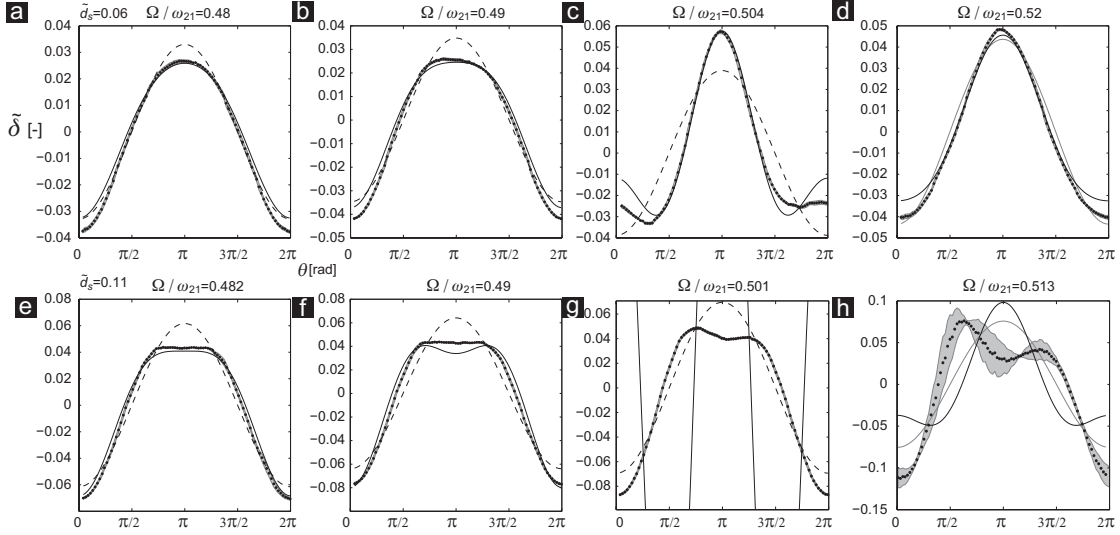 a d̃s=0.06 Ω / ω21=0.48
b Ω / ω21=0.49
c Ω / ω21=0.504
d Ω / ω21=0.52
0.04 0.03 0.02 0.01 0 −0.01 −0.02 −0.03 −0.04
0.05 0.04 0.03 0.02 0.01 0 −0.01 −0.02 −0.03 −0.04 −0.05
0.06 0.05 0.04 0.03 0.02 0.01 0 −0.01 −0.02 −0.03 −0.04
0.05 0.04 0.03 0.02 0.01 0 −0.01 −0.02 −0.03 −0.04 −0.05
δ̃ [-]
0 π/2 π 3π/2 2π
0 π/2 π 3π/2 2π
0 π/2 π 3π/2 2π
0 π/2 π 3π/2 2π
θ [rad]
e d̃s=0.11 Ω / ω21=0.482
f Ω / ω21=0.49
g Ω / ω21=0.501
h Ω / ω21=0.513
0.08 0.06 0.04 0.02 0 −0.02 −0.04 −0.06
0.08 0.06 0.04 0.02 0 −0.02 −0.04 −0.06 −0.08
0.06 0.04 0.02 0 −0.02 −0.04 −0.06 −0.08
0.1 0.05 0 −0.05 −0.1 −0.15
0 π/2 π 3π/2 2π
0 π/2 π 3π/2 2π
0 π/2 π 3π/2 2π
0 π/2 π 3π/2 2π